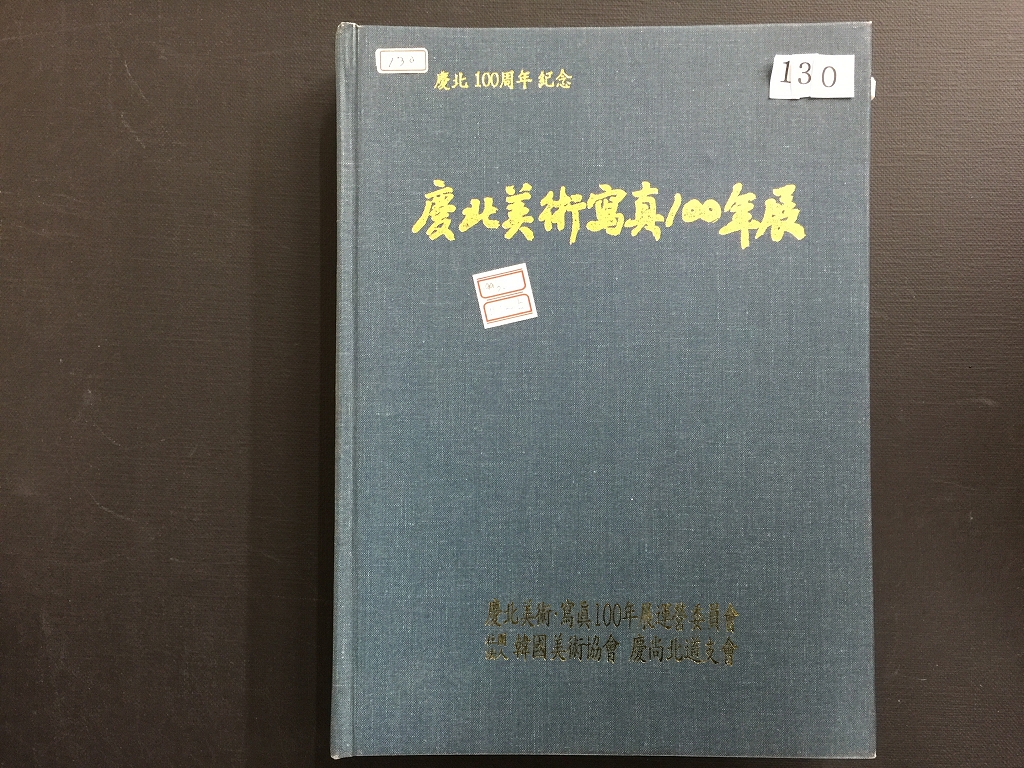 130
130
慶北 100周年 紀念
慶北美術寫真100年展
慶北美術·寫真100年展運營委員會
韓國美術協會 慶尚北道支會